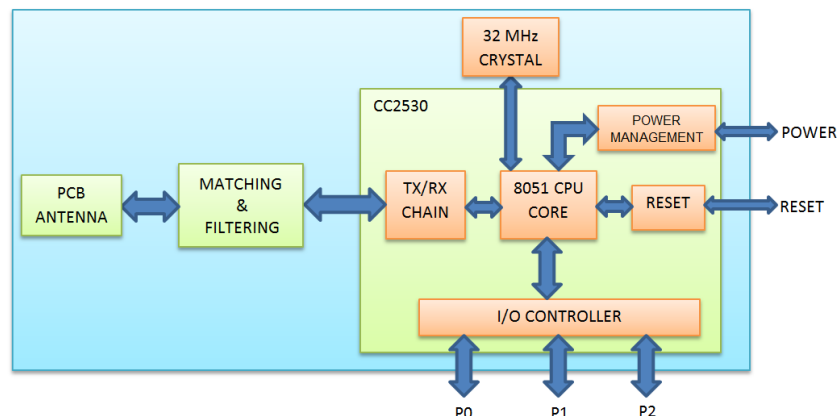 32 MHz
CRYSTAL
CC2530
POWER
MANAGEMENT
POWER
PCB
ANTENNA
MATCHING
&
FILTERING
TX/RX
CHAIN
8051 CPU
CORE
RESET
RESET
I/O CONTROLLER
P0
P1
P2